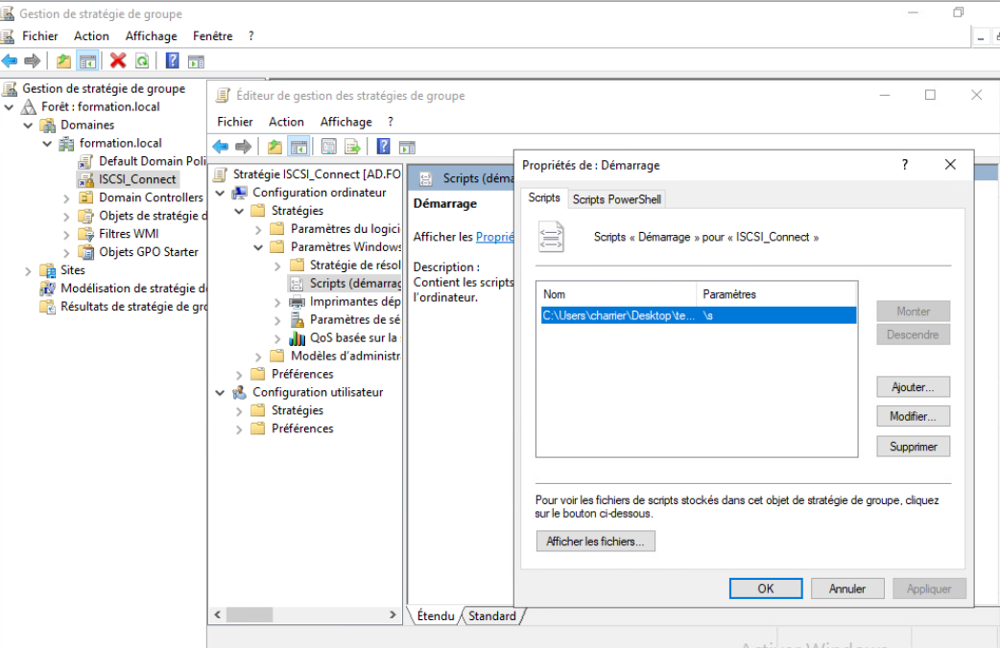 Gestion de stratégie de groupe
Fichier Action Affichage Fenêtre ?
Gestion de stratégie de groupe
Forêt : formation.local
Domaines
formation.local
Default Domain Poli
ISCSI_Connect
Domain Controllers
Objets de stratégie d
Filtres WMI
Objets GPO Starter
Sites
Modélisation de stratégie d
Résultats de stratégie de gro
Éditeur de gestion des stratégies de groupe
Fichier Action Affichage ?
Stratégie ISCSI_Connect [AD.FO
Configuration ordinateur
Stratégies
Paramètres du logici
Paramètres Windows
Stratégie de résol
Scripts (démarrag
Imprimantes dép
Paramètres de sé
QoS basée sur la
Modèles d'administr
Préférences
Configuration utilisateur
Stratégies
Préférences
Scripts (déma
Démarrage
Afficher les Proprié
Description :
Contient les scripts
l'ordinateur.
Étendu Standard
Propriétés de : Démarrage
? 
Scripts Scripts PowerShell
Scripts « Démarrage » pour « ISCSI_Connect »
Nom Paramètres
C:\Users\charrier\Desktop\te... \s
Monter
Descendre
Ajouter...
Modifier...
Supprimer
Pour voir les fichiers de scripts stockés dans cet objet de stratégie de groupe, cliquez
sur le bouton ci-dessous.
Afficher les fichiers...
OK Annuler Appliquer